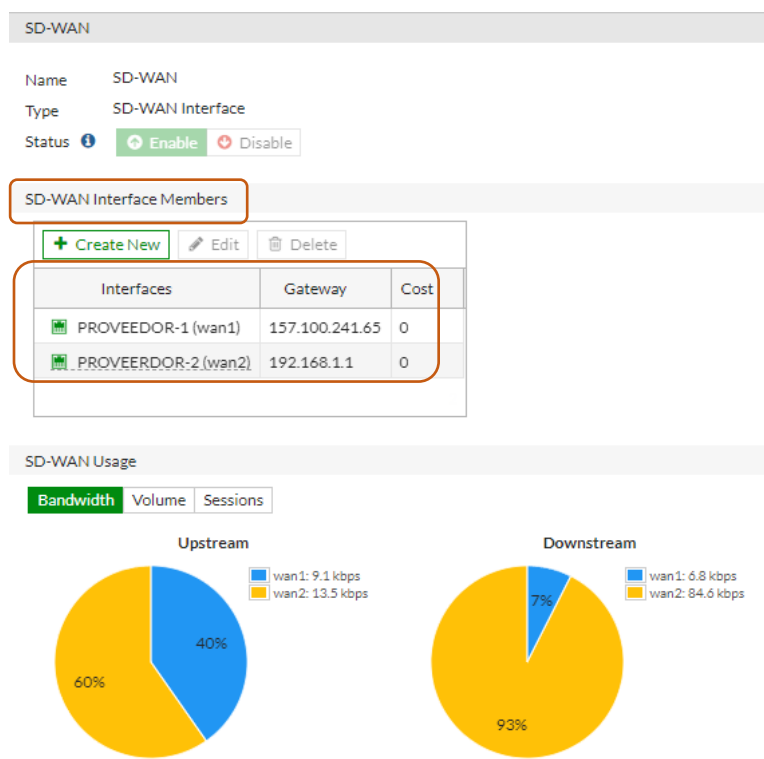 SD-WAN
Name SD-WAN
Type SD-WAN Interface
Status Enable Disable
SD-WAN Interface Members
Create New Edit Delete
Interfaces Gateway Cost
PROVEEDOR-1 (wan1) 157.100.241.65 0
PROVEERDOR-2 (wan2) 192.168.1.1 0
SD-WAN Usage
Bandwidth Volume Sessions
Upstream
wan1: 9.1 kbps
wan2: 13.5 kbps
40%
60%
Downstream
wan1: 6.8 kbps
wan2: 84.6 kbps
7%
93%